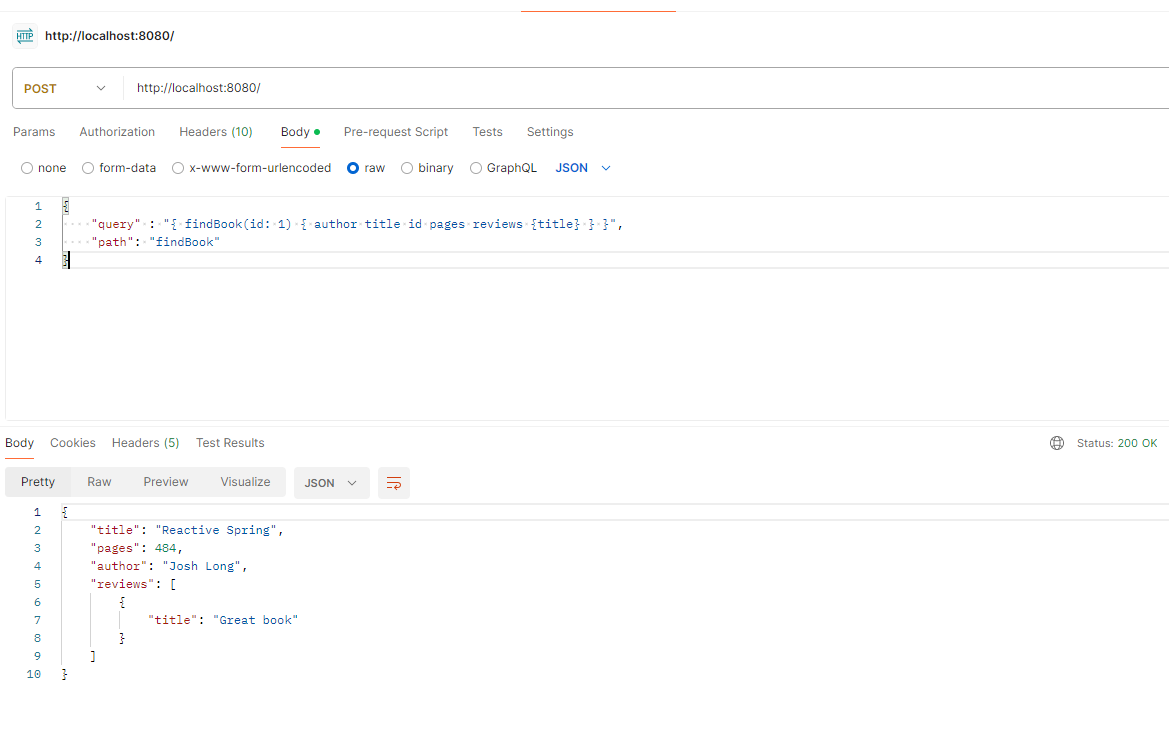 HTTP http://localhost:8080/
POST http://localhost:8080/
Params Authorization Headers (10) Body Pre-request Script Tests Settings
none form-data x-www-form-urlencoded raw binary GraphQL JSON
1 {
2 "query" : "{ findBook(id: 1) { author title id pages reviews {title} } }",
3 "path": "findBook"
4 }
Body Cookies Headers (5) Test Results Status: 200 OK
Pretty Raw Preview Visualize JSON
1 {
2 "title": "Reactive Spring",
3 "pages": 484,
4 "author": "Josh Long",
5 "reviews": [
6 {
7 "title": "Great book"
8 }
9 ]
10 }